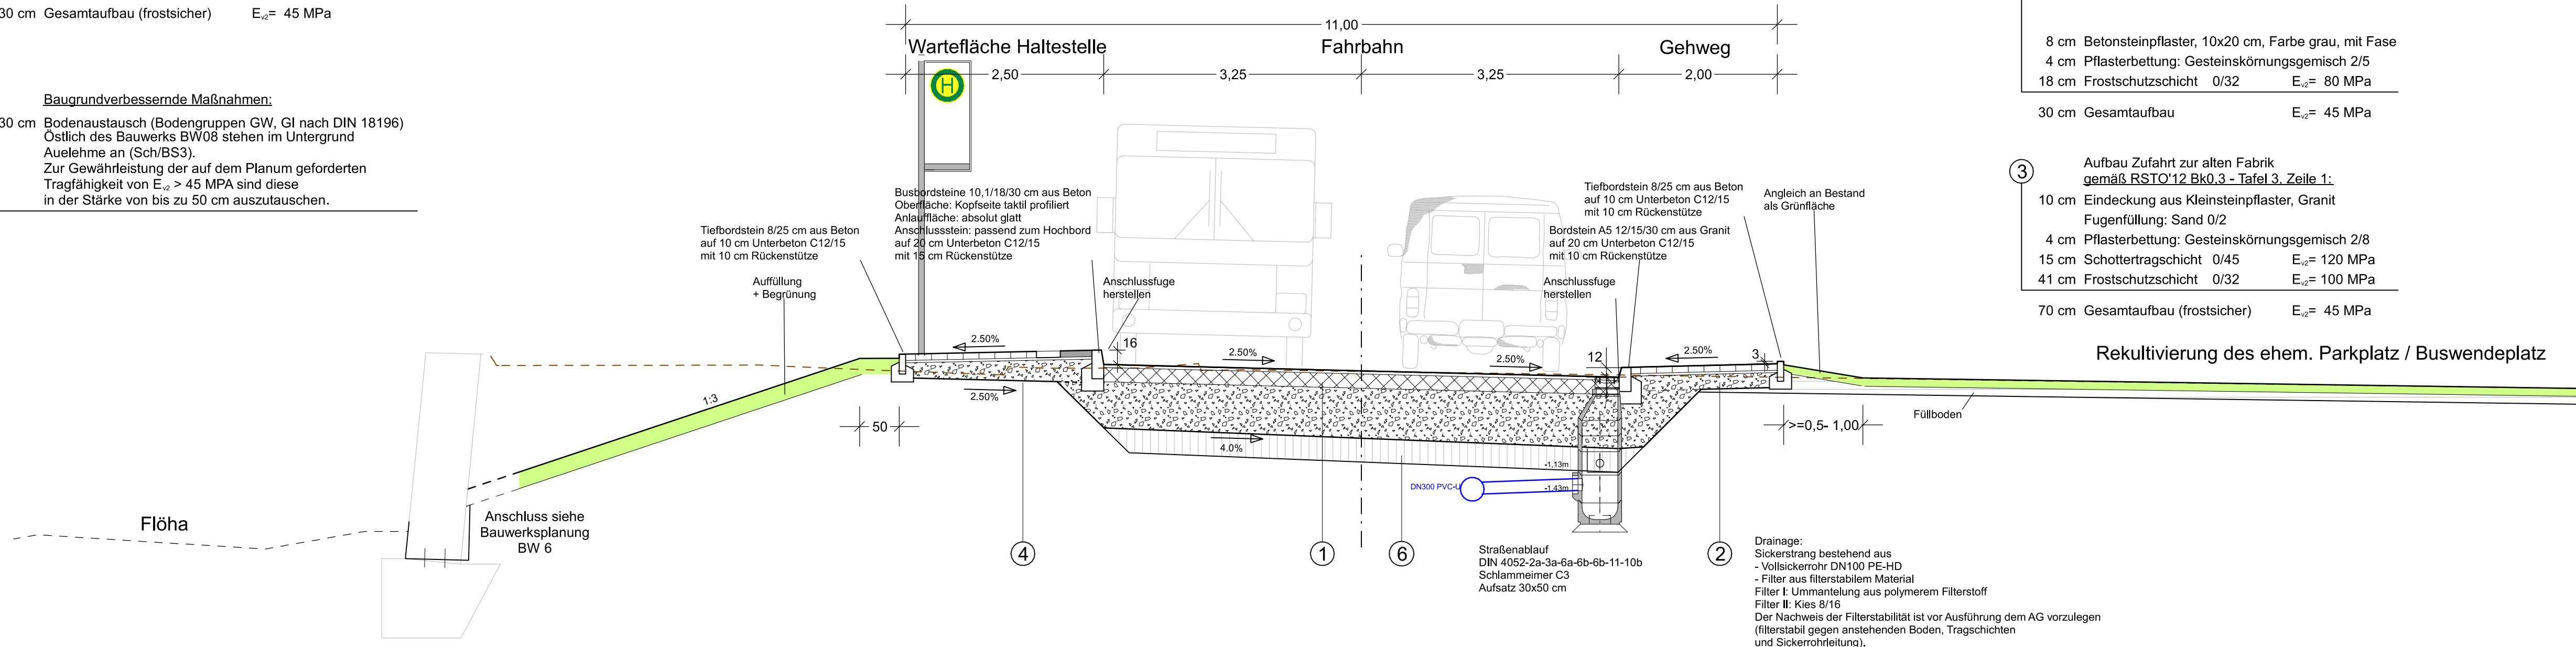 30 cm Gesamtaufbau (frostsicher) Ev2= 45 MPa
Baugrundverbessernde Maßnahmen:
30 cm Bodenaustausch (Bodengruppen GW, GI nach DIN 18196)
Östlich des Bauwerks BW08 stehen im Untergrund
Auelehme an (Sch/BS3).
Zur Gewährleistung der auf dem Planum geforderten
Tragfähigkeit von Ev2 > 45 MPA sind diese
in der Stärke von bis zu 50 cm auszutauschen.
11,00
Wartefläche Haltestelle Fahrbahn Gehweg
2,50 3,25 3,25 2,00
H
Busbordsteine 10,1/18/30 cm aus Beton
Oberfläche: Kopfseite taktil profiliert
Anlauffläche: absolut glatt
Anschlussstein: passend zum Hochbord
auf 20 cm Unterbeton C12/15
mit 15 cm Rückenstütze
Tiefbordstein 8/25 cm aus Beton
auf 10 cm Unterbeton C12/15
mit 10 cm Rückenstütze
Auffüllung
+ Begrünung
Anschlussfuge
herstellen
Tiefbordstein 8/25 cm aus Beton
auf 10 cm Unterbeton C12/15
mit 10 cm Rückenstütze
Bordstein A5 12/15/30 cm aus Granit
auf 20 cm Unterbeton C12/15
mit 10 cm Rückenstütze
Anschlussfuge
herstellen
Angleich an Bestand
als Grünfläche
8 cm Betonsteinpflaster, 10x20 cm, Farbe grau, mit Fase
4 cm Pflasterbettung: Gesteinskörnungsgemisch 2/5
18 cm Frostschutzschicht 0/32 Ev2= 80 MPa
30 cm Gesamtaufbau Ev2= 45 MPa
3
Aufbau Zufahrt zur alten Fabrik
gemäß RSTO'12 Bk0,3 - Tafel 3, Zeile 1:
10 cm Eindeckung aus Kleinsteinpflaster, Granit
Fugenfüllung: Sand 0/2
4 cm Pflasterbettung: Gesteinskörnungsgemisch 2/8
15 cm Schottertragschicht 0/45 Ev2= 120 MPa
41 cm Frostschutzschicht 0/32 Ev2= 100 MPa
70 cm Gesamtaufbau (frostsicher) Ev2= 45 MPa
Rekultivierung des ehem. Parkplatz / Buswendeplatz
2.50% 16 2.50% 2.50% 12 2.50% 3
2.50%
1:3
50
>=0,5- 1,00
Füllboden
4.0%
-1,13m
DN300 PVC-U
-1,43m
Flöha
Anschluss siehe
Bauwerksplanung
BW 6
4 1 6 2
Straßenablauf
DIN 4052-2a-3a-6a-6b-6b-11-10b
Schlammeimer C3
Aufsatz 30x50 cm
Drainage:
Sickerstrang bestehend aus
- Vollsickerrohr DN100 PE-HD
- Filter aus filterstabilem Material
Filter I: Ummantelung aus polymerem Filterstoff
Filter II: Kies 8/16
Der Nachweis der Filterstabilität ist vor Ausführung dem AG vorzulegen
(filterstabil gegen anstehenden Boden, Tragschichten
und Sickerrohrleitung).